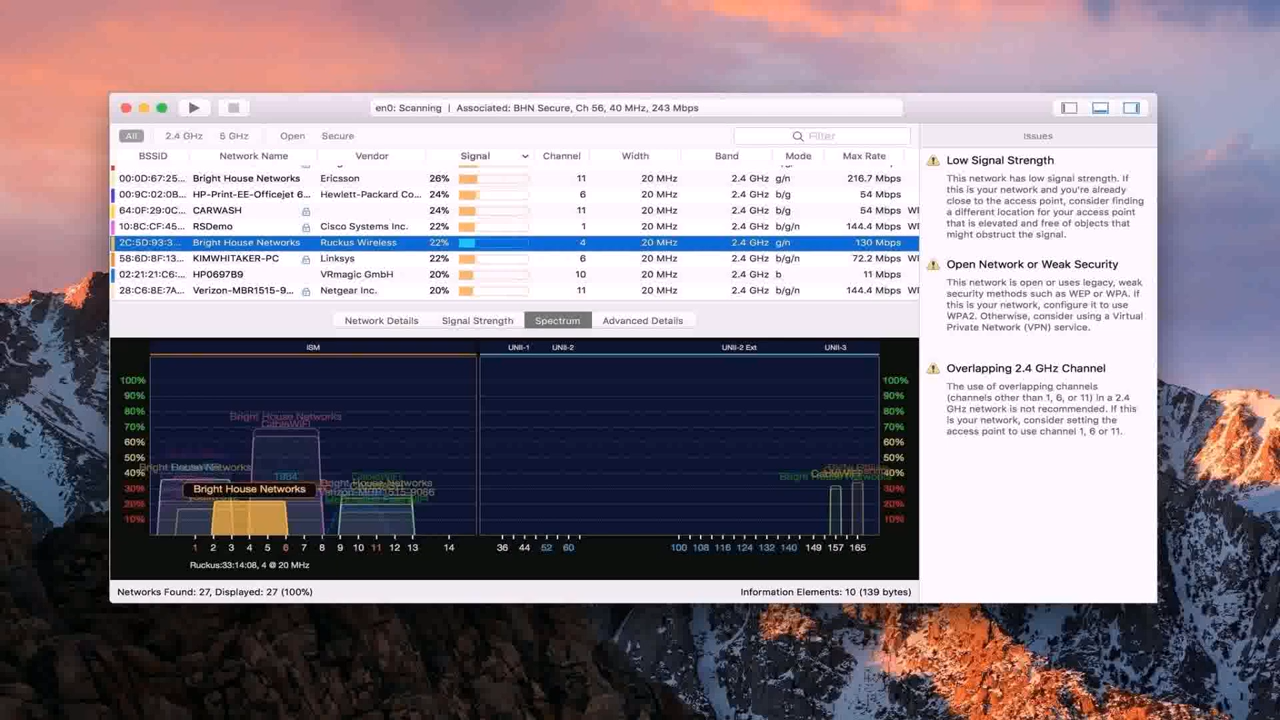 en0: Scanning | Associated: BHN Secure, Ch 56, 40 MHz, 243 Mbps
All 2.4 GHz 5 GHz Open Secure Filter
Issues
BSSID Network Name Vendor Signal Channel Width Band Mode Max Rate
00:0D:67:25... Bright House Networks Ericsson 26% 11 20 MHz 2.4 GHz g/n 216.7 Mbps
00:9C:02:0B... HP-Print-EE-Officejet 6... Hewlett-Packard Co... 24% 6 20 MHz 2.4 GHz b/g 54 Mbps
64:0F:29:0C... CARWASH 24% 11 20 MHz 2.4 GHz b/g 54 Mbps
10:8C:CF:45... RSDemo Cisco Systems Inc. 22% 1 20 MHz 2.4 GHz b/g/n 144.4 Mbps
2C:5D:93:3... Bright House Networks Ruckus Wireless 22% 4 20 MHz 2.4 GHz g/n 130 Mbps
58:6D:8F:13... KIMWHITAKER-PC Linksys 22% 6 20 MHz 2.4 GHz b/g/n 72.2 Mbps
02:21:21:C6:... HP0697B9 VRmagic GmbH 20% 10 20 MHz 2.4 GHz b 11 Mbps
28:C6:8E:7A... Verizon-MBR1515-9... Netgear Inc. 20% 11 20 MHz 2.4 GHz b/g/n 144.4 Mbps
Network Details Signal Strength Spectrum Advanced Details
ISM UNII-1 UNII-2 UNII-2 Ext UNII-3
100% 100%
90% 90%
80% 80%
Bright House Networks
CableWiFi
70% 70%
60% 60%
50% 50%
Bright House Networks
40% 40%
Bright House Networks
30% 30%
20% 20%
10% 10%
1 2 3 4 5 6 7 8 9 10 11 12 13 14 36 44 52 60 100 108 116 124 132 140 149 157 165
Ruckus:33:14:08, 4 @ 20 MHz
Networks Found: 27, Displayed: 27 (100%)
Information Elements: 10 (139 bytes)
Low Signal Strength
This network has low signal strength. If
this is your network and you're already
close to the access point, consider finding
a different location for your access point
that is elevated and free of objects that
might obstruct the signal.
Open Network or Weak Security
This network is open or uses legacy, weak
security methods such as WEP or WPA. If
this is your network, configure it to use
WPA2. Otherwise, consider using a Virtual
Private Network (VPN) service.
Overlapping 2.4 GHz Channel
The use of overlapping channels
(channels other than 1, 6, or 11) in a 2.4
GHz network is not recommended. If this
is your network, consider setting the
access point to use channel 1, 6 or 11.